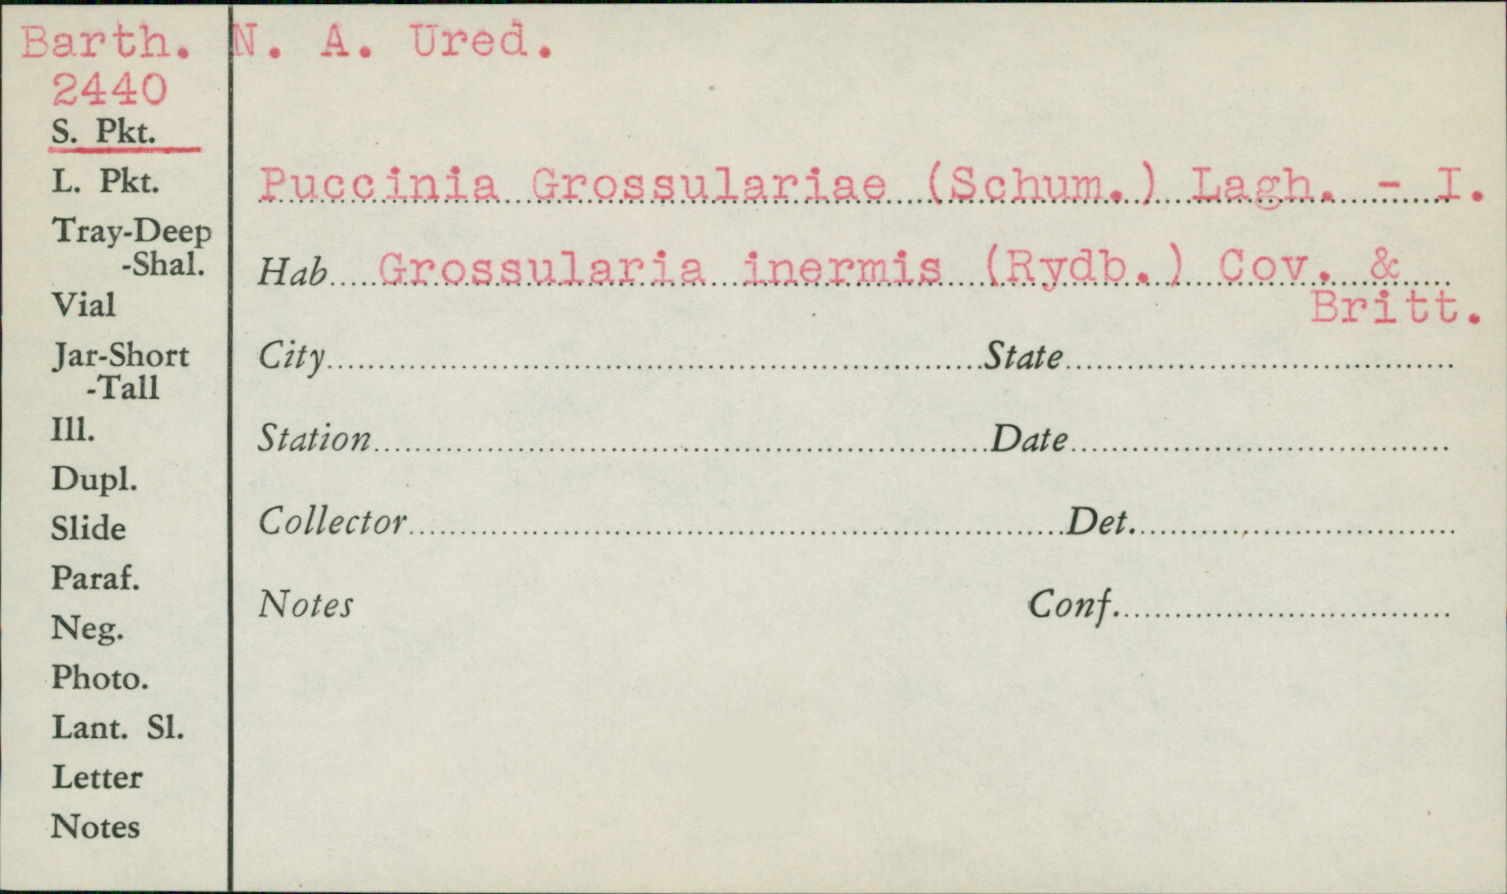 Barth. N. A. Ured.
2440
S. Pkt.
L. Pkt.
Tray-Deep
-Shal.
Vial
Jar-Short
-Tall
Ill.
Dupl.
Slide
Paraf.
Neg.
Photo.
Lant. Sl.
Letter
Notes
Puccinia Grossulariae (Schum.) Lagh. - I.
Hab. Grossularia inermis (Rydb.) Cov. &
Britt.
City State
Station Date
Collector Det.
Notes Conf.